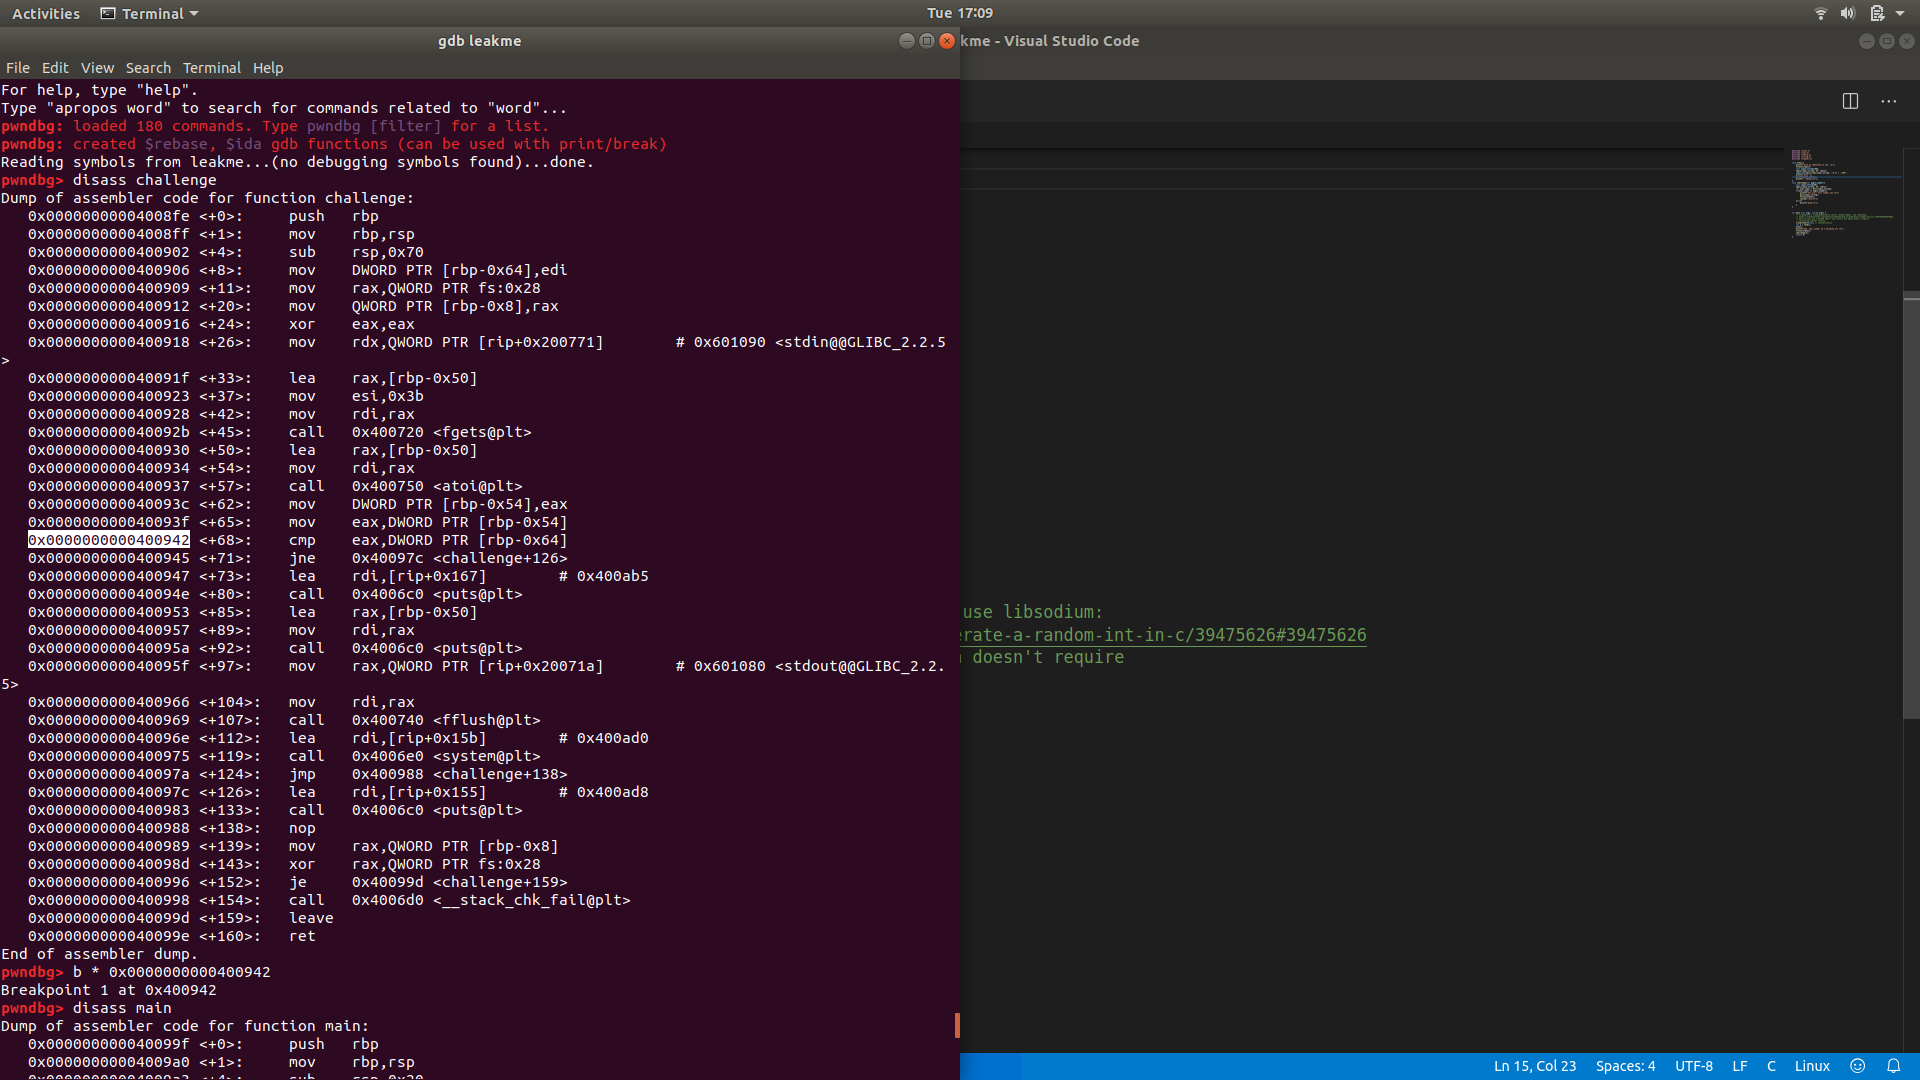 Activities Terminal Tue 17:09
gdb leakme
kme - Visual Studio Code
File Edit View Search Terminal Help
For help, type "help".
Type "apropos word" to search for commands related to "word"...
pwndbg: loaded 180 commands. Type pwndbg [filter] for a list.
pwndbg: created $rebase, $ida gdb functions (can be used with print/break)
Reading symbols from leakme...(no debugging symbols found)...done.
pwndbg> disass challenge
Dump of assembler code for function challenge:
0x00000000004008fe <+0>: push rbp
0x00000000004008ff <+1>: mov rbp,rsp
0x0000000000400902 <+4>: sub rsp,0x70
0x0000000000400906 <+8>: mov DWORD PTR [rbp-0x64],edi
0x0000000000400909 <+11>: mov rax,QWORD PTR fs:0x28
0x0000000000400912 <+20>: mov QWORD PTR [rbp-0x8],rax
0x0000000000400916 <+24>: xor eax,eax
0x0000000000400918 <+26>: mov rdx,QWORD PTR [rip+0x200771] # 0x601090 <stdin@@GLIBC_2.2.5
>
0x000000000040091f <+33>: lea rax,[rbp-0x50]
0x0000000000400923 <+37>: mov esi,0x3b
0x0000000000400928 <+42>: mov rdi,rax
0x000000000040092b <+45>: call 0x400720 <fgets@plt>
0x0000000000400930 <+50>: lea rax,[rbp-0x50]
0x0000000000400934 <+54>: mov rdi,rax
0x0000000000400937 <+57>: call 0x400750 <atoi@plt>
0x000000000040093c <+62>: mov DWORD PTR [rbp-0x54],eax
0x000000000040093f <+65>: mov eax,DWORD PTR [rbp-0x54]
0x0000000000400942 <+68>: cmp eax,DWORD PTR [rbp-0x64]
0x0000000000400945 <+71>: jne 0x40097c <challenge+126>
0x0000000000400947 <+73>: lea rdi,[rip+0x167] # 0x400ab5
0x000000000040094e <+80>: call 0x4006c0 <puts@plt>
0x0000000000400953 <+85>: lea rax,[rbp-0x50]
0x0000000000400957 <+89>: mov rdi,rax
0x000000000040095a <+92>: call 0x4006c0 <puts@plt>
0x000000000040095f <+97>: mov rax,QWORD PTR [rip+0x20071a] # 0x601080 <stdout@@GLIBC_2.2.
5>
0x0000000000400966 <+104>: mov rdi,rax
0x0000000000400969 <+107>: call 0x400740 <fflush@plt>
0x000000000040096e <+112>: lea rdi,[rip+0x15b] # 0x400ad0
0x0000000000400975 <+119>: call 0x4006e0 <system@plt>
0x000000000040097a <+124>: jmp 0x400988 <challenge+138>
0x000000000040097c <+126>: lea rdi,[rip+0x155] # 0x400ad8
0x0000000000400983 <+133>: call 0x4006c0 <puts@plt>
0x0000000000400988 <+138>: nop
0x0000000000400989 <+139>: mov rax,QWORD PTR [rbp-0x8]
0x000000000040098d <+143>: xor rax,QWORD PTR fs:0x28
0x0000000000400996 <+152>: je 0x40099d <challenge+159>
0x0000000000400998 <+154>: call 0x4006d0 <__stack_chk_fail@plt>
0x000000000040099d <+159>: leave
0x000000000040099e <+160>: ret
End of assembler dump.
pwndbg> b * 0x0000000000400942
Breakpoint 1 at 0x400942
pwndbg> disass main
Dump of assembler code for function main:
0x000000000040099f <+0>: push rbp
0x00000000004009a0 <+1>: mov rbp,rsp
use libsodium:
erate-a-random-int-in-c/39475626#39475626
doesn't require
Ln 15, Col 23 Spaces: 4 UTF-8 LF C Linux